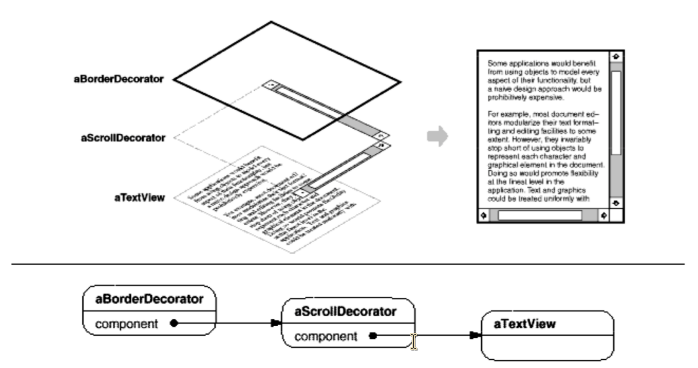 aBorderDecorator
aScrollDecorator
aTextView
Some applications would benefit
from using objects to model every
aspect of their functionality, but
a naive design approach would be
prohibitively expensive.
For example, most document ed-
itors modularize their text format-
ting and editing facilities to some
extent. However, they invariably
stop short of using objects to
represent each character and
graphical element in the document.
Doing so would promote flexibility
at the finest level in the
application. Text and graphics
could be treated uniformly with
aBorderDecorator
component
aScrollDecorator
component
aTextView